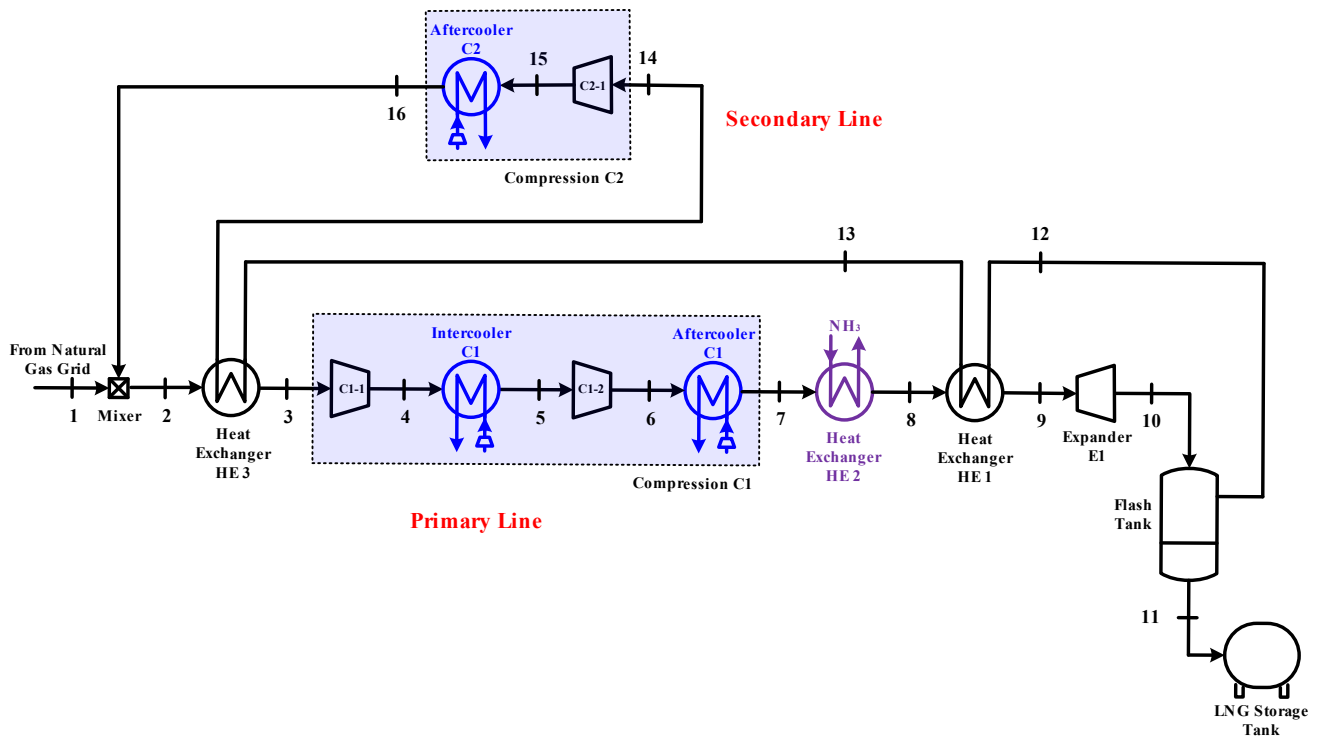 Aftercooler
C2
15
14
C2-1
16
Secondary Line
Compression C2
13
12
Intercooler
C1
Aftercooler
C1
NH3
From Natural
Gas Grid
C1-1
C1-2
1
Mixer
2
3
4
5
6
7
8
9
10
Heat
Exchanger
HE 3
Heat
Exchanger
HE 2
Heat
Exchanger
HE 1
Expander
E1
Compression C1
Primary Line
Flash
Tank
11
LNG Storage
Tank